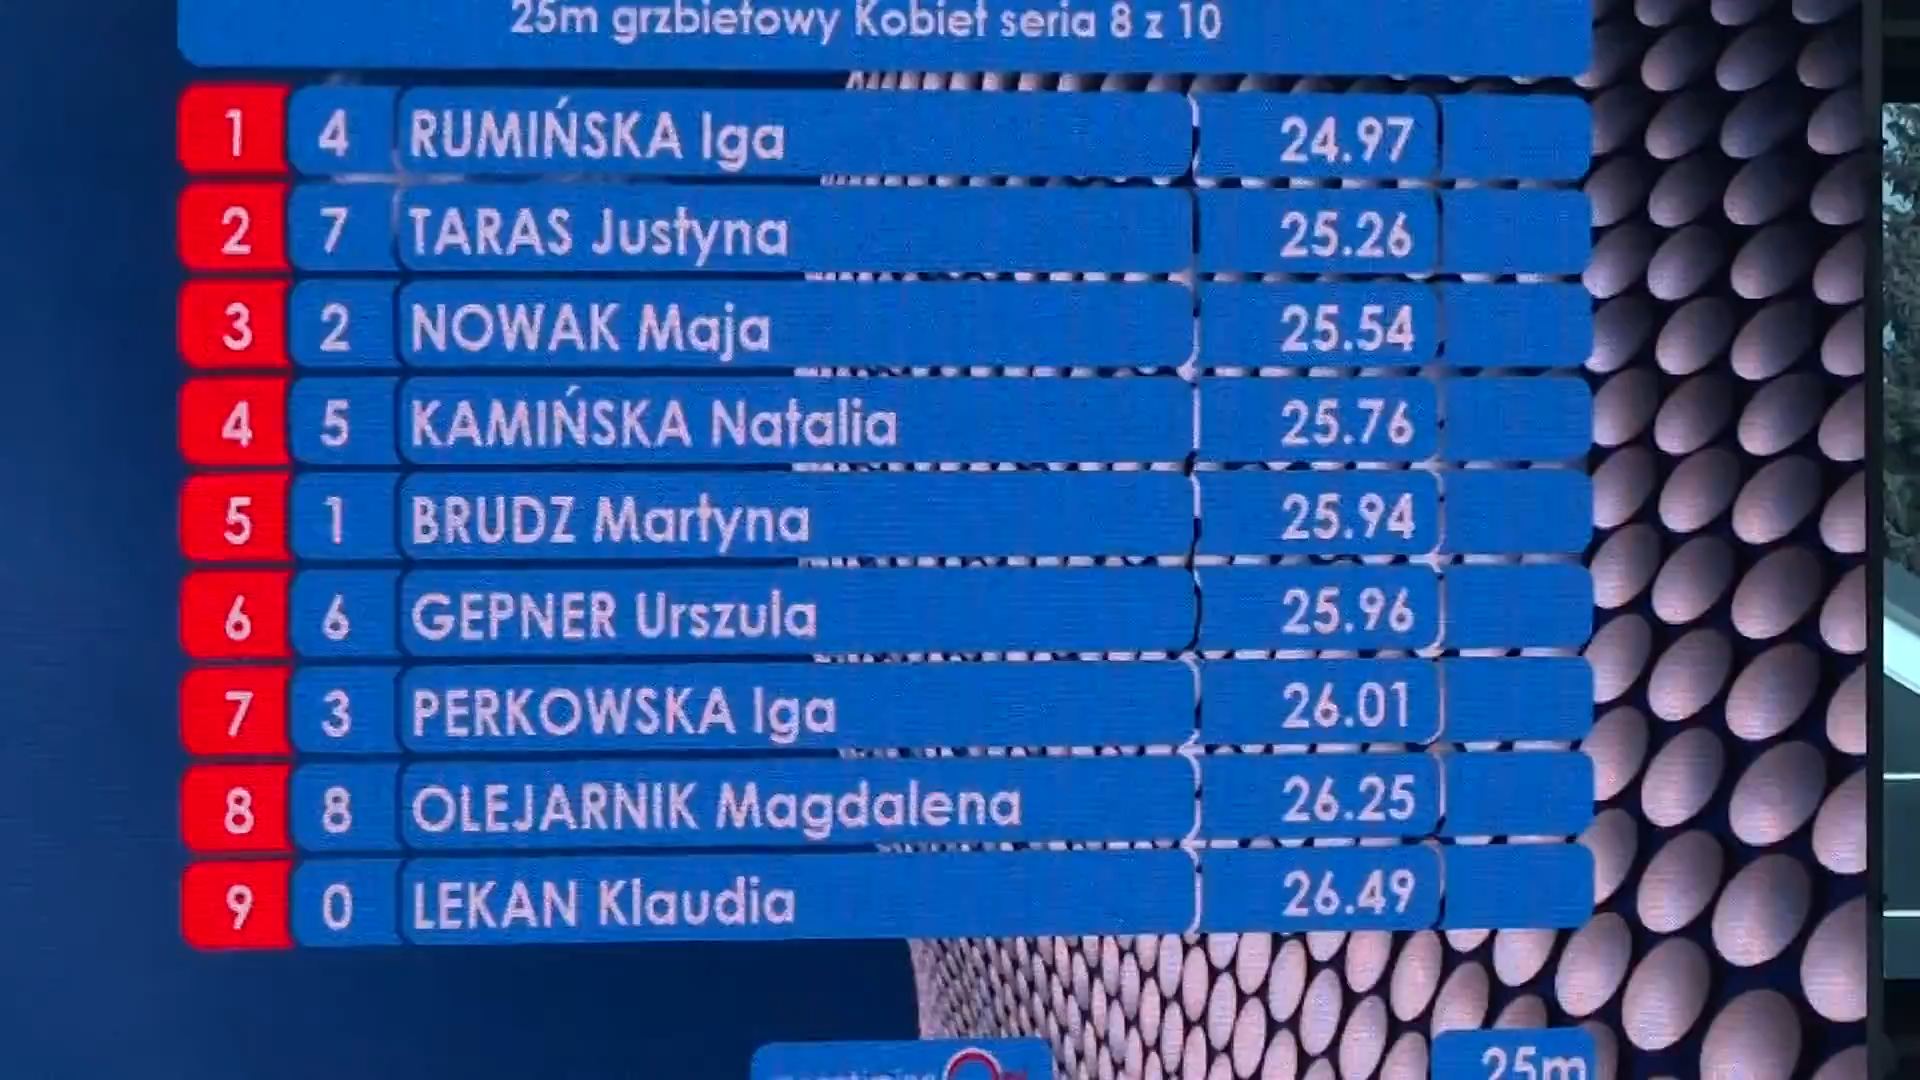 25m grzbietowy Kobiet seria 8 z 10
1 4 RUMIŃSKA Iga 24.97
2 7 TARAS Justyna 25.26
3 2 NOWAK Maja 25.54
4 5 KAMIŃSKA Natalia 25.76
5 1 BRUDZ Martyna 25.94
6 6 GEPNER Urszula 25.96
7 3 PERKOWSKA Iga 26.01
8 8 OLEJARNIK Magdalena 26.25
9 0 LEKAN Klaudia 26.49
25m